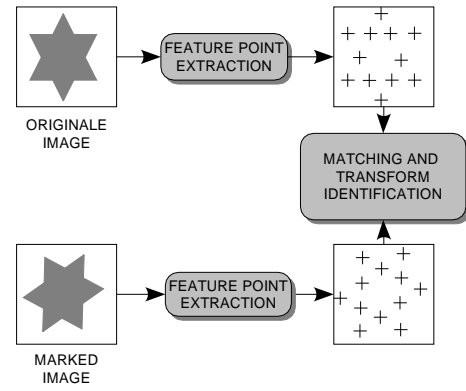 FEATURE POINT
EXTRACTION
ORIGINALE
IMAGE
MATCHING AND
TRANSFORM
IDENTIFICATION
FEATURE POINT
EXTRACTION
MARKED
IMAGE